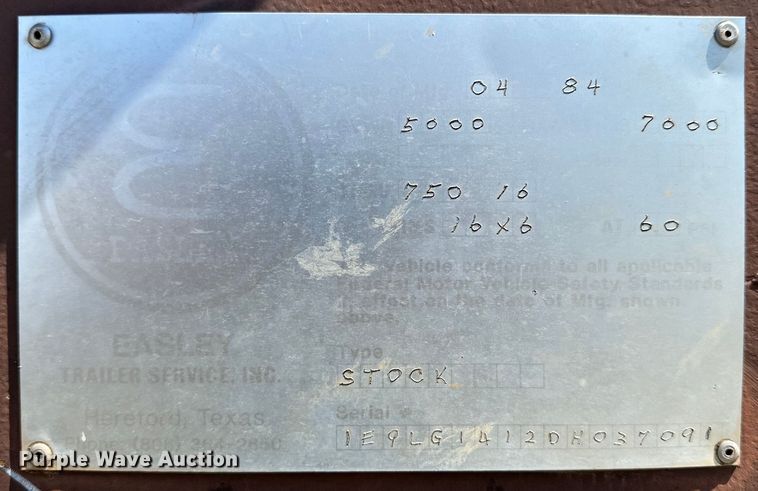 04 84
5000 7000
750 16
16X6 AT 60
vehicle conforms to all applicable
Federal Motor Vehicle Safety Standards
in effect on the date of Mfg. shown
above.
EASLEY
TRAILER SERVICE, INC.
Hereford, Texas
Type
STOCK
Serial #
1E9LG1412DH037091
Purple Wave Auction